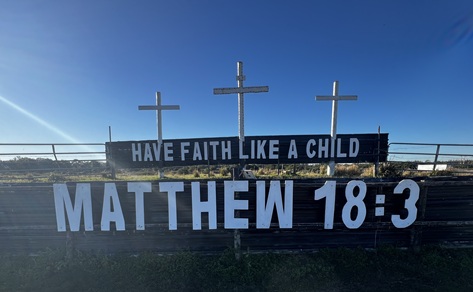 HAVE FAITH LIKE A CHILD
MATTHEW 18:3